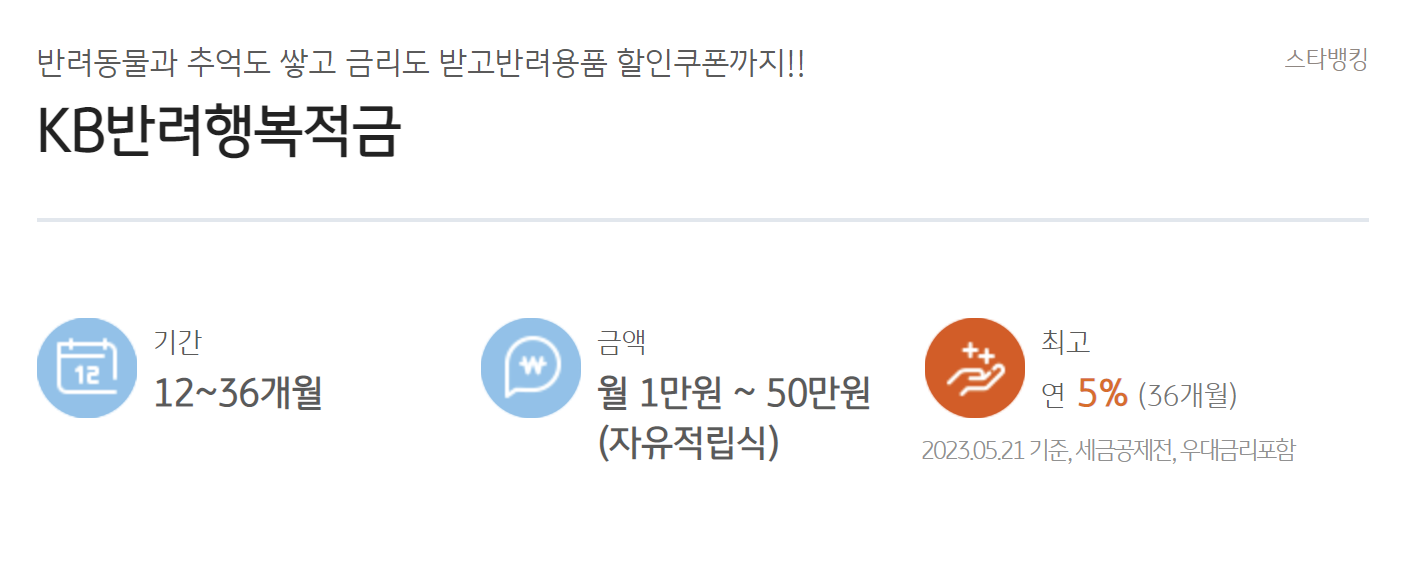 반려동물과 추억도 쌓고 금리도 받고반려용품 할인쿠폰까지!!
스타뱅킹
KB반려행복적금
12
기간
12~36개월
₩
금액
월 1만원 ~ 50만원
(자유적립식)
최고
연 5% (36개월)
2023.05.21 기준, 세금공제전, 우대금리포함